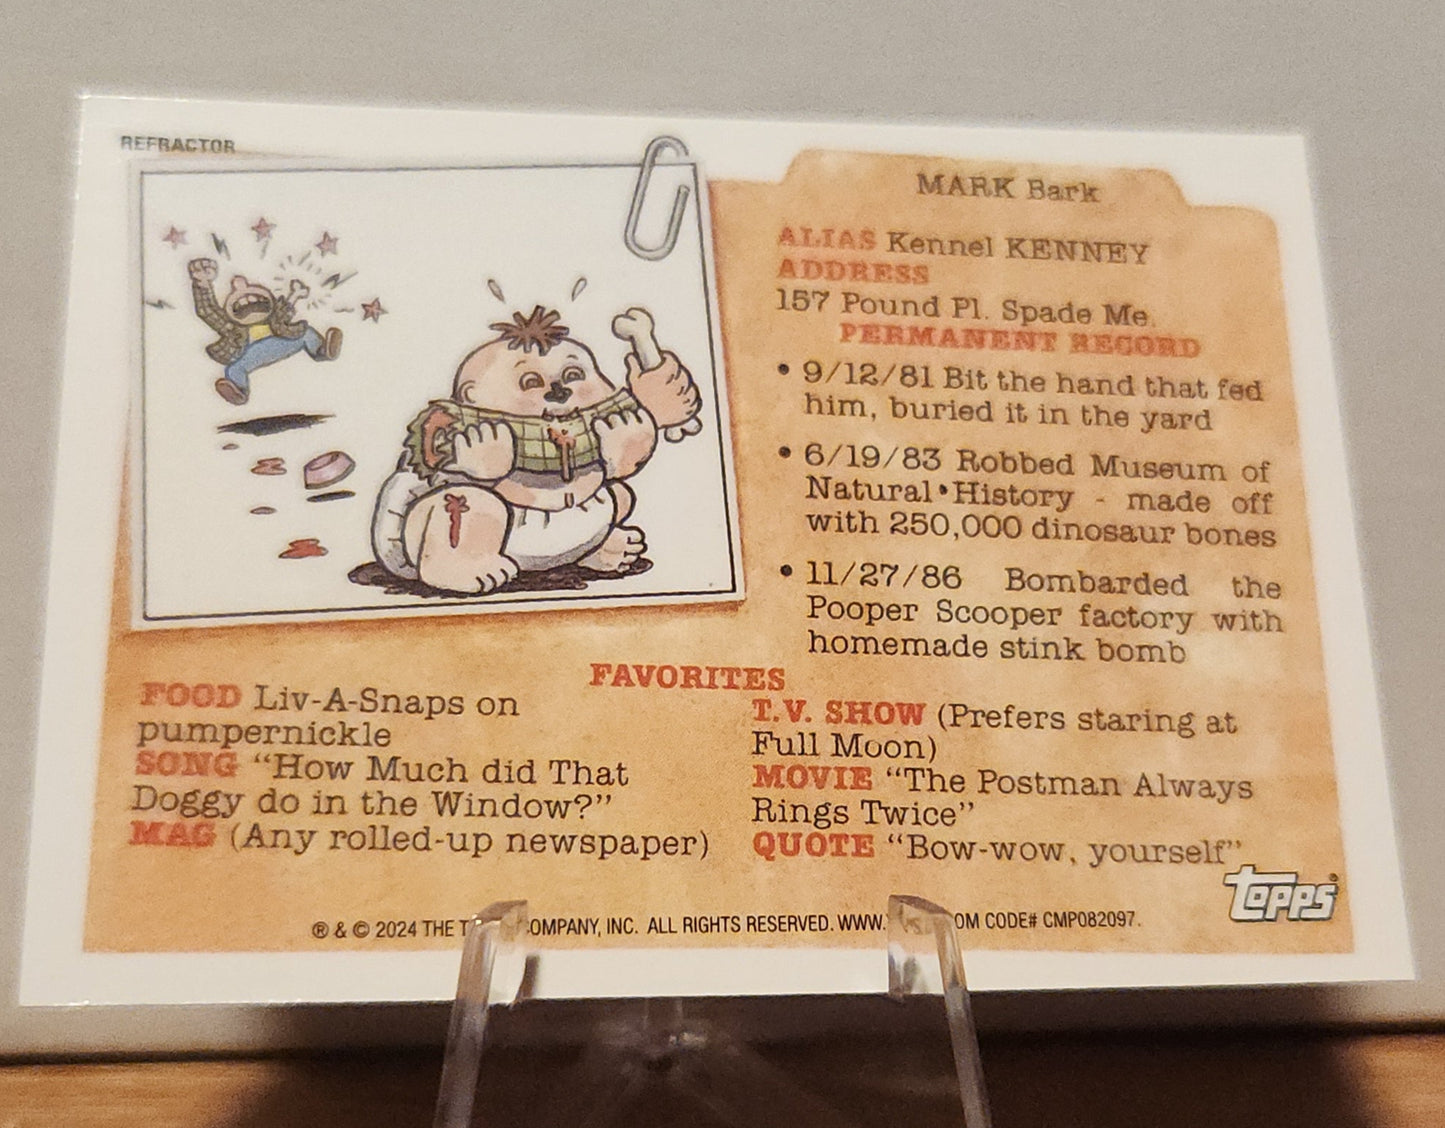 REFRACTOR
MARK Bark
ALIAS Kennel KENNEY
ADDRESS
157 Pound Pl. Spade Me.
PERMANENT RECORD
• 9/12/81 Bit the hand that fed
him, buried it in the yard
• 6/19/83 Robbed Museum of
Natural•History - made off
with 250,000 dinosaur bones
• 11/27/86 Bombarded the
Pooper Scooper factory with
homemade stink bomb
FAVORITES
FOOD Liv-A-Snaps on
pumpernickle
SONG “How Much did That
Doggy do in the Window?”
MAG (Any rolled-up newspaper)
T.V. SHOW (Prefers staring at
Full Moon)
MOVIE “The Postman Always
Rings Twice”
QUOTE “Bow-wow, yourself”
topps
® & © 2024 THE COMPANY, INC. ALL RIGHTS RESERVED. WWW. CODE# CMP082097.